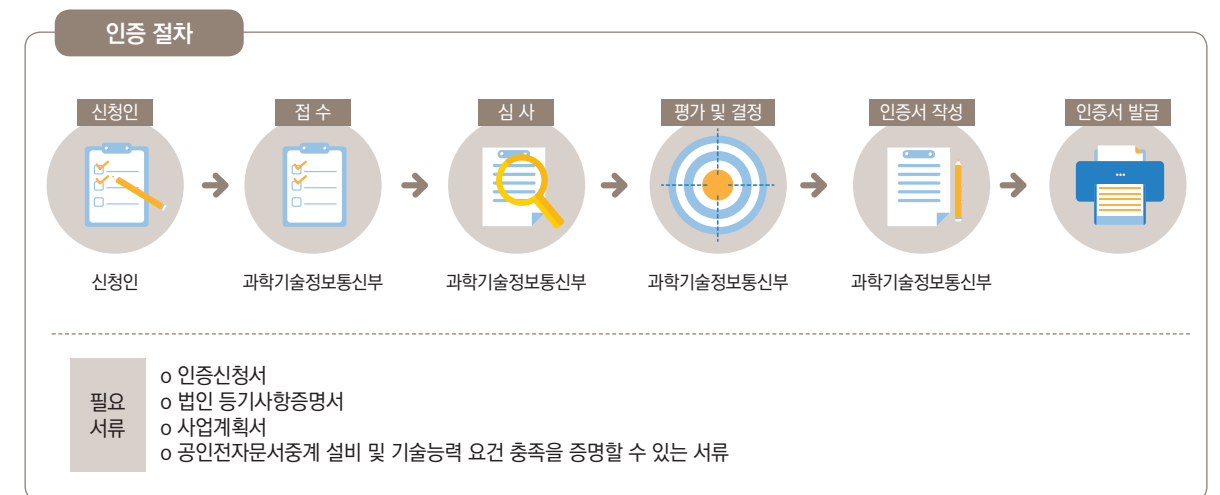 인증 절차
신청인
접 수
심 사
평가 및 결정
인증서 작성
인증서 발급
신청인
과학기술정보통신부
과학기술정보통신부
과학기술정보통신부
과학기술정보통신부
필요
서류
o 인증신청서
o 법인 등기사항증명서
o 사업계획서
o 공인전자문서중계 설비 및 기술능력 요건 충족을 증명할 수 있는 서류